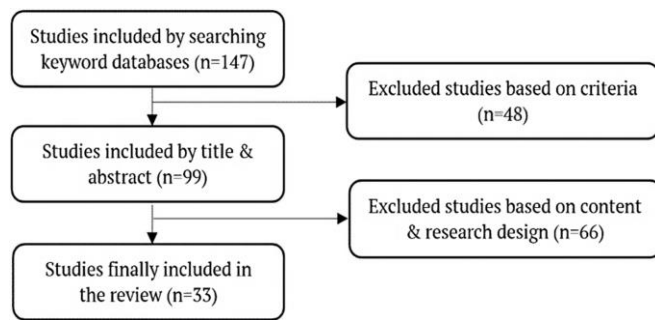 Studies included by searching
keyword databases (n=147)
Excluded studies based on criteria
(n=48)
Studies included by title &
abstract (n=99)
Excluded studies based on content
& research design (n=66)
Studies finally included in
the review (n=33)